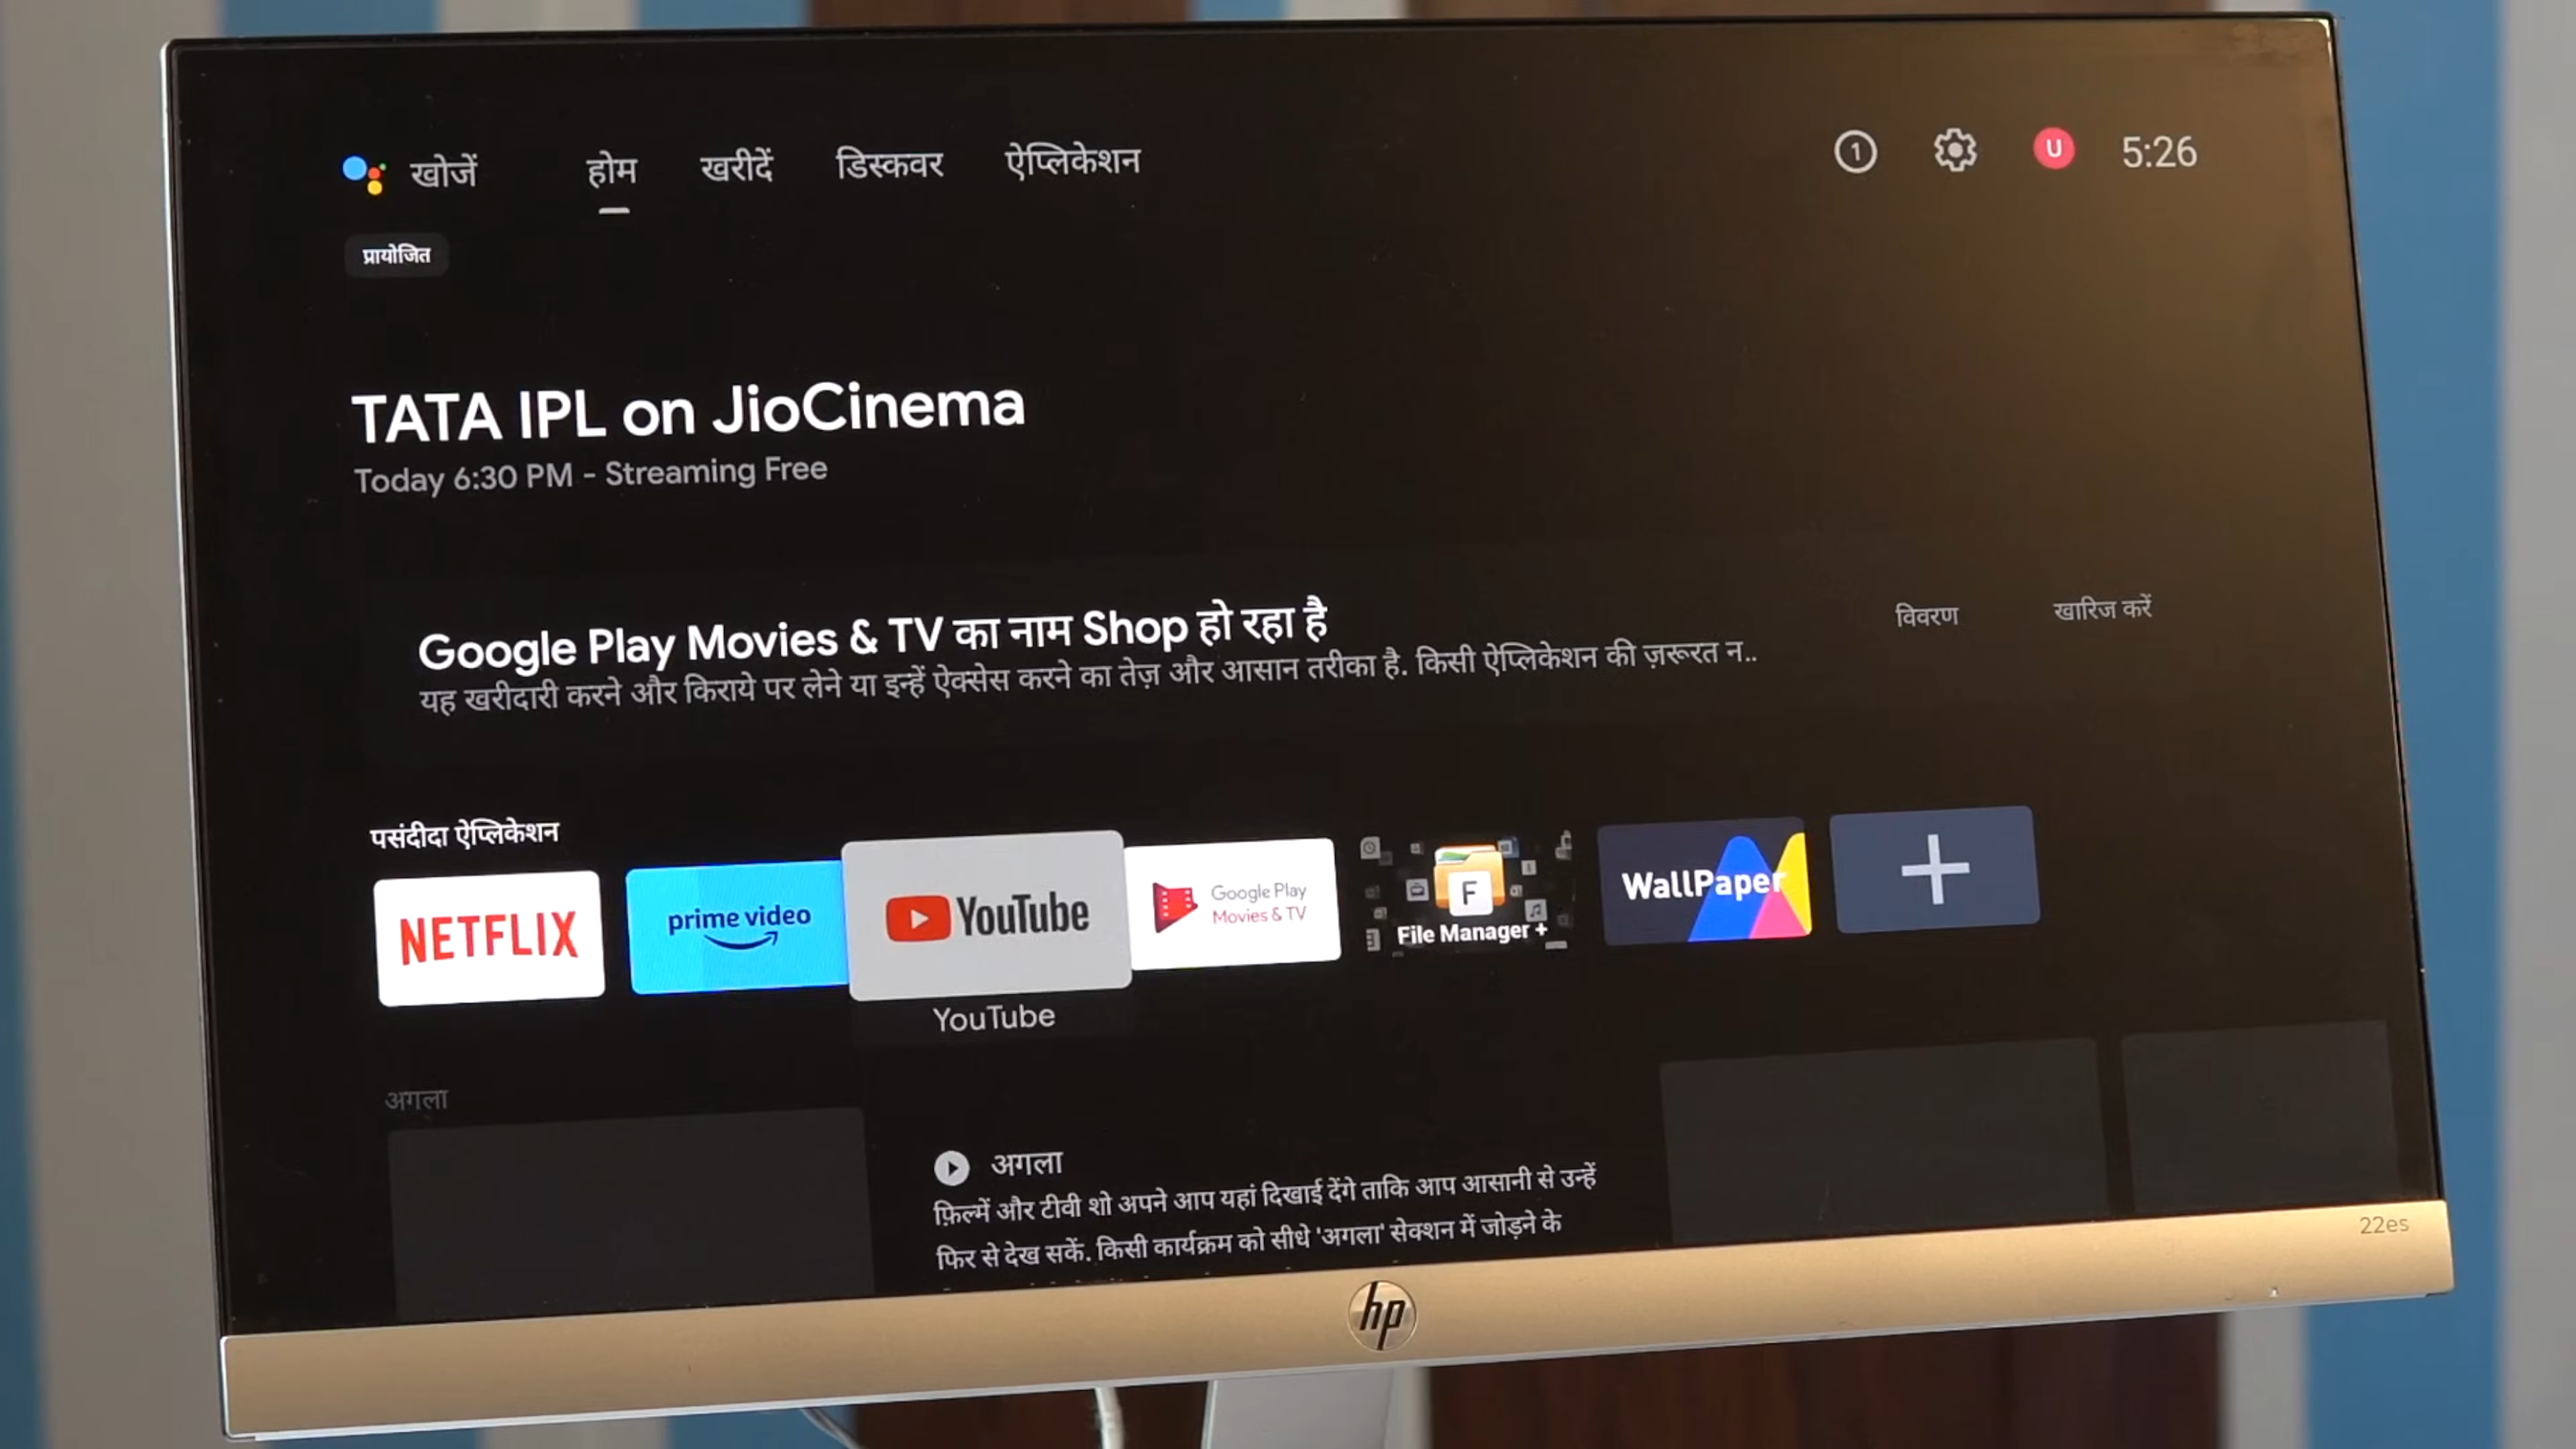 खोजें होम खरीदें डिस्कवर ऐप्लिकेशन 1 U 5:26
प्रायोजित
TATA IPL on JioCinema
Today 6:30 PM - Streaming Free
Google Play Movies & TV का नाम Shop हो रहा है
यह खरीदारी करने और किराये पर लेने या इन्हें ऐक्सेस करने का तेज़ और आसान तरीका है. किसी ऐप्लिकेशन की ज़रूरत न..
विवरण खारिज करें
पसंदीदा ऐप्लिकेशन
NETFLIX
prime video
YouTube
Google Play
Movies & TV
F
File Manager +
WallPaper
YouTube
अगला
अगला
फ़िल्में और टीवी शो अपने आप यहां दिखाई देंगे ताकि आप आसानी से उन्हें
फिर से देख सकें. किसी कार्यक्रम को सीधे 'अगला' सेक्शन में जोड़ने के
22es
hp